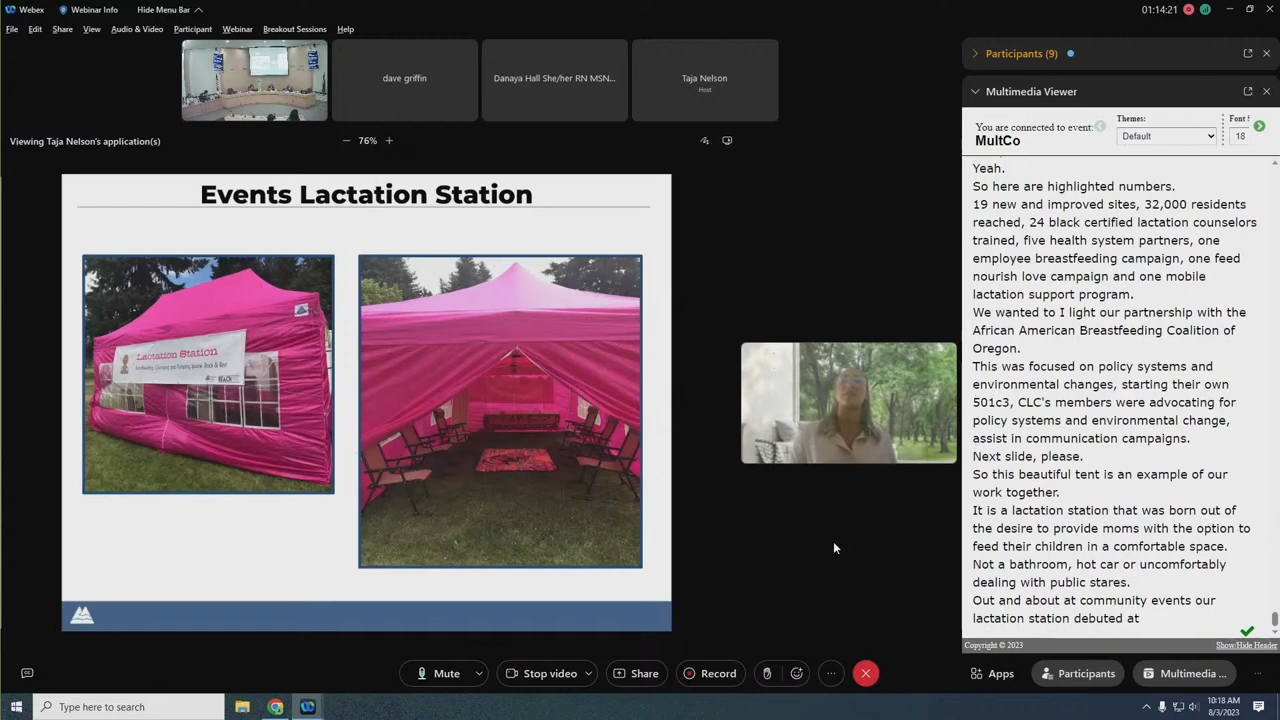 Webex
Webinar Info
Hide Menu Bar
01:14:21
File
Edit
Share
View
Audio & Video
Participant
Webinar
Breakout Sessions
Help
dave griffin
Danaya Hall She/her RN MSN...
Taja Nelson
Host
Viewing Taja Nelson's application(s)
76%
Events Lactation Station
Lactation Station
Participants (9)
Multimedia Viewer
You are connected to event:
MultCo
Themes:
Default
Font S
18
Yeah.
So here are highlighted numbers.
19 new and improved sites, 32,000 residents
reached, 24 black certified lactation counselors
trained, five health system partners, one
employee breastfeeding campaign, one feed
nourish love campaign and one mobile
lactation support program.
We wanted to I light our partnership with the
African American Breastfeeding Coalition of
Oregon.
This was focused on policy systems and
environmental changes, starting their own
501c3, CLC's members were advocating for
policy systems and environmental change,
assist in communication campaigns.
Next slide, please.
So this beautiful tent is an example of our
work together.
It is a lactation station that was born out of
the desire to provide moms with the option to
feed their children in a comfortable space.
Not a bathroom, hot car or uncomfortably
dealing with public stares.
Out and about at community events our
lactation station debuted at
Copyright © 2023
Show/Hide Header
Mute
Stop video
Share
Record
Apps
Participants
Multimedia ...
Type here to search
10:18 AM
8/3/2023